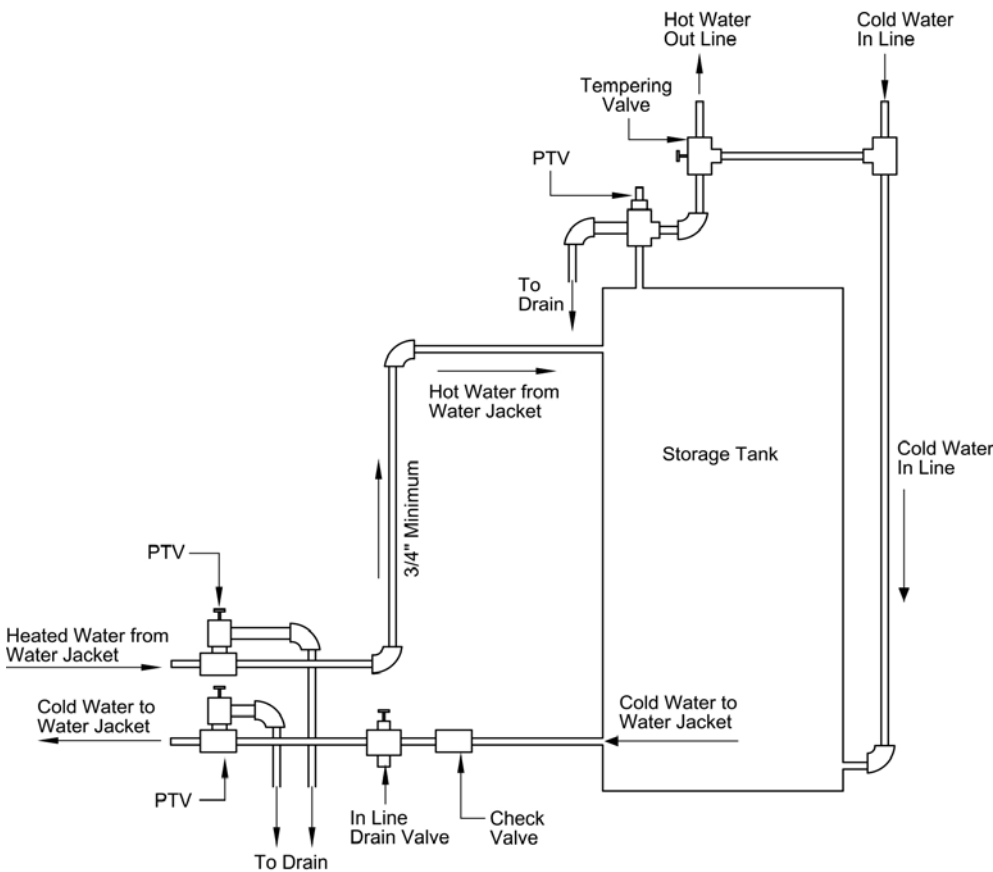 Hot Water
Out Line
Cold Water
In Line
Tempering
Valve
PTV
To
Drain
Hot Water from
Water Jacket
Storage Tank
Cold Water
In Line
3/4" Minimum
PTV
Heated Water from
Water Jacket
Cold Water to
Water Jacket
Cold Water to
Water Jacket
PTV
In Line
Drain Valve
Check
Valve
To Drain